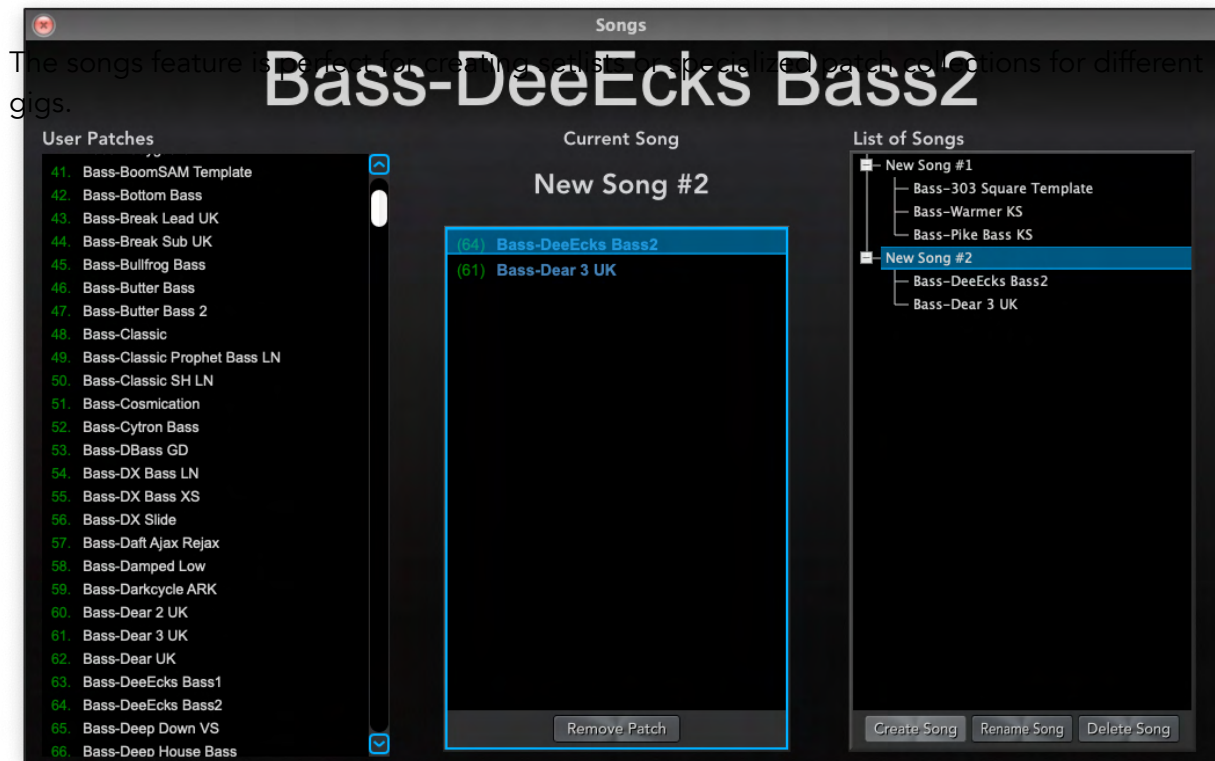 Songs
The songs feature is perfect for creating setlists or specialized patch collections for different
gigs.
Bass-DeeEcks Bass2
User Patches
41. Bass-BoomSAM Template
42. Bass-Bottom Bass
43. Bass-Break Lead UK
44. Bass-Break Sub UK
45. Bass-Bullfrog Bass
46. Bass-Butter Bass
47. Bass-Butter Bass 2
48. Bass-Classic
49. Bass-Classic Prophet Bass LN
50. Bass-Classic SH LN
51. Bass-Cosmication
52. Bass-Cytron Bass
53. Bass-DBass GD
54. Bass-DX Bass LN
55. Bass-DX Bass XS
56. Bass-DX Slide
57. Bass-Daft Ajax Rejax
58. Bass-Damped Low
59. Bass-Darkcycle ARK
60. Bass-Dear 2 UK
61. Bass-Dear 3 UK
62. Bass-Dear UK
63. Bass-DeeEcks Bass1
64. Bass-DeeEcks Bass2
65. Bass-Deep Down VS
66. Bass-Deep House Bass
Current Song
New Song #2
(64) Bass-DeeEcks Bass2
(61) Bass-Dear 3 UK
Remove Patch
List of Songs
New Song #1
Bass-303 Square Template
Bass-Warmer KS
Bass-Pike Bass KS
New Song #2
Bass-DeeEcks Bass2
Bass-Dear 3 UK
Create Song Rename Song Delete Song